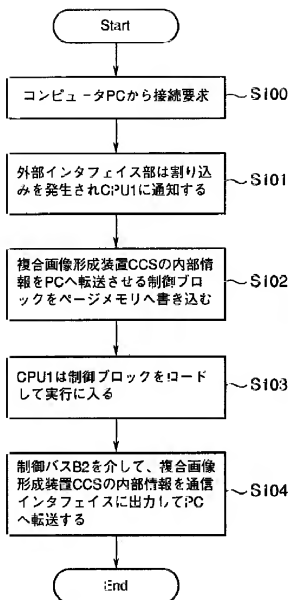 Start
コンピュータPCから接続要求
S100
外部インタフェイス部は割り込
みを発生されCPU1に通知する
S101
複合画像形成装置CCSの内部情
報をPCへ転送させる制御ブ
ロックをページメモリへ書き込む
S102
CPU1は制御ブロックをロード
して実行に入る
S103
制御バスB2を介して、複合画像
形成装置CCSの内部情報を通信
インタフェイスに出力してPC
へ転送する
S104
End